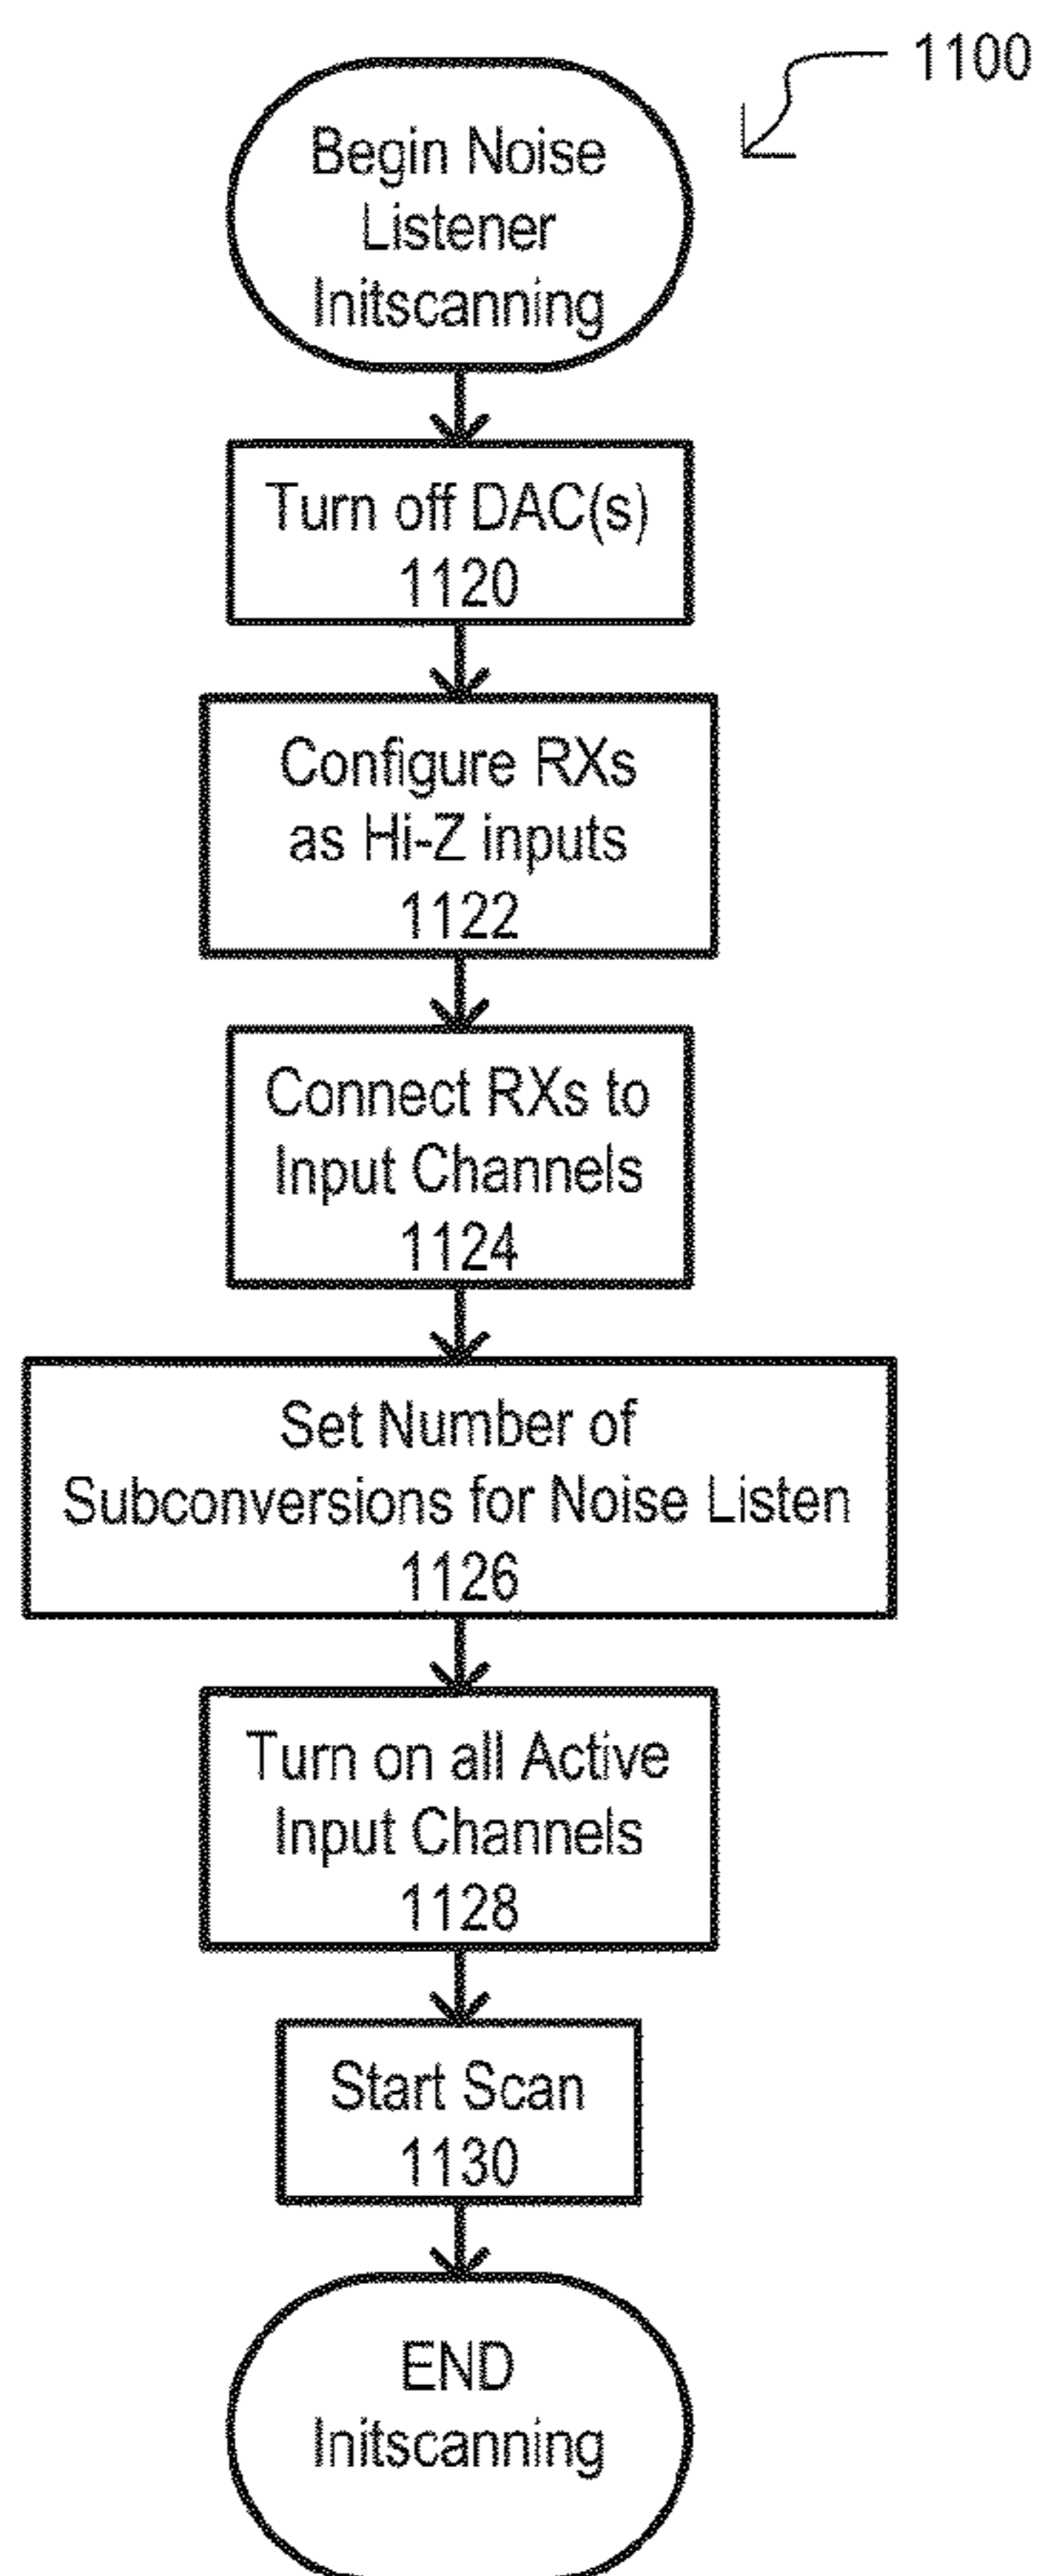 1100
Begin Noise
Listener
Initscanning
Turn off DAC(s)
1120
Configure RXs
as Hi-Z inputs
1122
Connect RXs to
Input Channels
1124
Set Number of
Subconversions for Noise Listen
1126
Turn on all Active
Input Channels
1128
Start Scan
1130
END
Initscanning